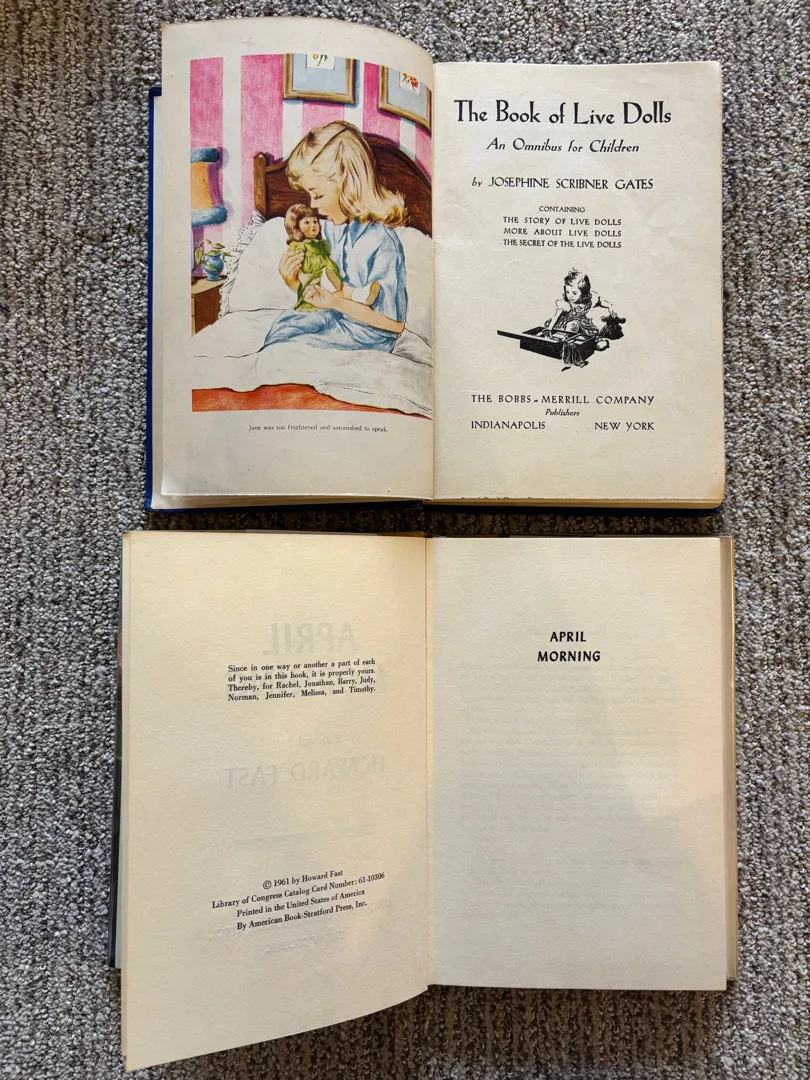 Jane was too frightened and astonished to speak.
The Book of Live Dolls
An Omnibus for Children
by JOSEPHINE SCRIBNER GATES
CONTAINING
THE STORY OF LIVE DOLLS
MORE ABOUT LIVE DOLLS
THE SECRET OF THE LIVE DOLLS
THE BOBBS - MERRILL COMPANY
Publishers
INDIANAPOLIS NEW YORK
APRIL
Since in one way or another a part of each
of you is in this book, it is properly yours.
Thereby, for Rachel, Jonathan, Barry, Judy,
Norman, Jennifer, Melissa, and Timothy.
HOWARD FAST
© 1961 by Howard Fast
Library of Congress Catalog Card Number: 61-10306
Printed in the United States of America
By American Book-Stratford Press, Inc.
NEW YORK
APRIL
MORNING